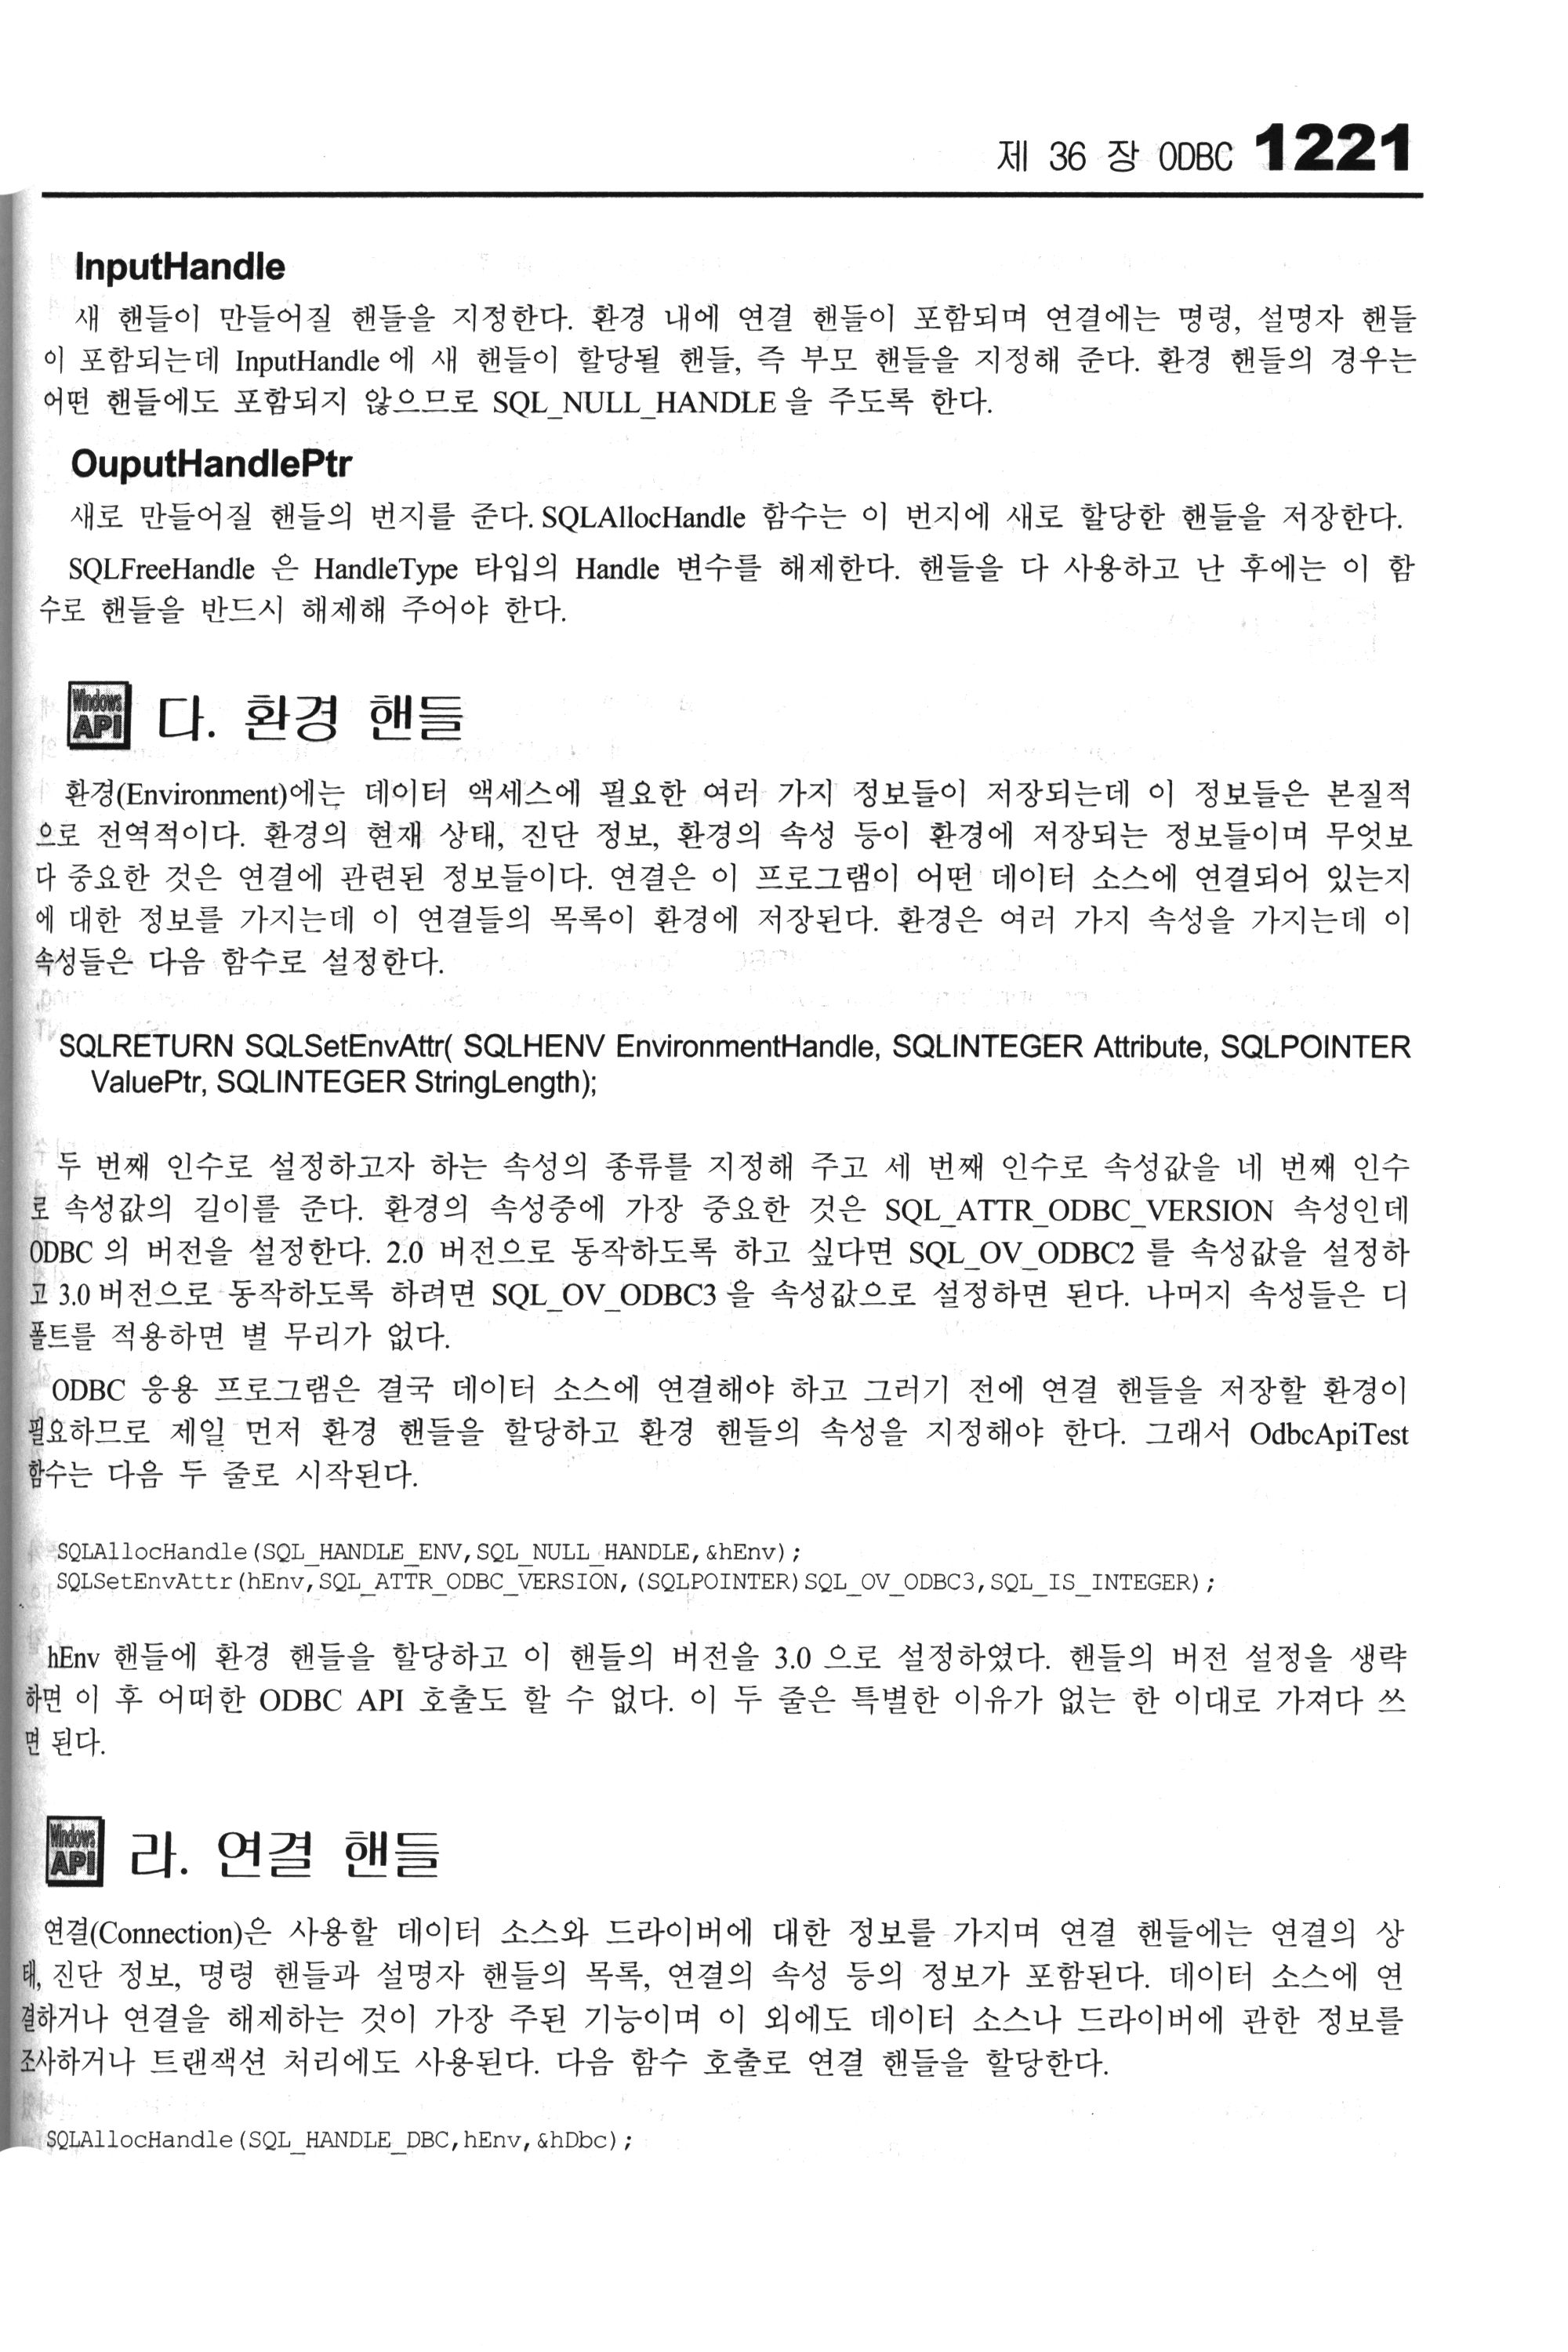 제 36 장 ODBC 1221
InputHandle
새 핸들이 만들어질 핸들을 지정한다. 환경 내에 연결 핸들이 포함되며 연결에는 명령, 설명자 핸들
이 포함되는데 InputHandle 에 새 핸들이 할당될 핸들, 즉 부모 핸들을 지정해 준다. 환경 핸들의 경우는
어떤 핸들에도 포함되지 않으므로 SQL_NULL_HANDLE 을 주도록 한다.
OuputHandlePtr
새로 만들어질 핸들의 번지를 준다. SQLAllocHandle 함수는 이 번지에 새로 할당한 핸들을 저장한다.
SQLFreeHandle 은 HandleType 타입의 Handle 변수를 해제한다. 핸들을 다 사용하고 난 후에는 이 함
수로 핸들을 반드시 해제해 주어야 한다.
Windows
API 다. 환경 핸들
환경(Environment)에는 데이터 액세스에 필요한 여러 가지 정보들이 저장되는데 이 정보들은 본질적
으로 전역적이다. 환경의 현재 상태, 진단 정보, 환경의 속성 등이 환경에 저장되는 정보들이며 무엇보
다 중요한 것은 연결에 관련된 정보들이다. 연결은 이 프로그램이 어떤 데이터 소스에 연결되어 있는지
에 대한 정보를 가지는데 이 연결들의 목록이 환경에 저장된다. 환경은 여러 가지 속성을 가지는데 이
속성들은 다음 함수로 설정한다.
SQLRETURN SQLSetEnvAttr( SQLHENV EnvironmentHandle, SQLINTEGER Attribute, SQLPOINTER
ValuePtr, SQLINTEGER StringLength);
두 번째 인수로 설정하고자 하는 속성의 종류를 지정해 주고 세 번째 인수로 속성값을 네 번째 인수
로 속성값의 길이를 준다. 환경의 속성중에 가장 중요한 것은 SQL_ATTR_ODBC_VERSION 속성인데
ODBC 의 버전을 설정한다. 2.0 버전으로 동작하도록 하고 싶다면 SQL_OV_ODBC2 를 속성값을 설정하
고 3.0 버전으로 동작하도록 하려면 SQL_OV_ODBC3 을 속성값으로 설정하면 된다. 나머지 속성들은 디
폴트를 적용하면 별 무리가 없다.
ODBC 응용 프로그램은 결국 데이터 소스에 연결해야 하고 그러기 전에 연결 핸들을 저장할 환경이
필요하므로 제일 먼저 환경 핸들을 할당하고 환경 핸들의 속성을 지정해야 한다. 그래서 OdbcApiTest
함수는 다음 두 줄로 시작된다.
SQLAllocHandle(SQL_HANDLE_ENV,SQL_NULL_HANDLE,&hEnv);
SQLSetEnvAttr(hEnv,SQL_ATTR_ODBC_VERSION,(SQLPOINTER)SQL_OV_ODBC3,SQL_IS_INTEGER);
hEnv 핸들에 환경 핸들을 할당하고 이 핸들의 버전을 3.0 으로 설정하였다. 핸들의 버전 설정을 생략
하면 이 후 어떠한 ODBC API 호출도 할 수 없다. 이 두 줄은 특별한 이유가 없는 한 이대로 가져다 쓰
면 된다.
Windows
API 라. 연결 핸들
연결(Connection)은 사용할 데이터 소스와 드라이버에 대한 정보를 가지며 연결 핸들에는 연결의 상
태, 진단 정보, 명령 핸들과 설명자 핸들의 목록, 연결의 속성 등의 정보가 포함된다. 데이터 소스에 연
결하거나 연결을 해제하는 것이 가장 주된 기능이며 이 외에도 데이터 소스나 드라이버에 관한 정보를
조사하거나 트랜잭션 처리에도 사용된다. 다음 함수 호출로 연결 핸들을 할당한다.
SQLAllocHandle(SQL_HANDLE_DBC,hEnv,&hDbc);